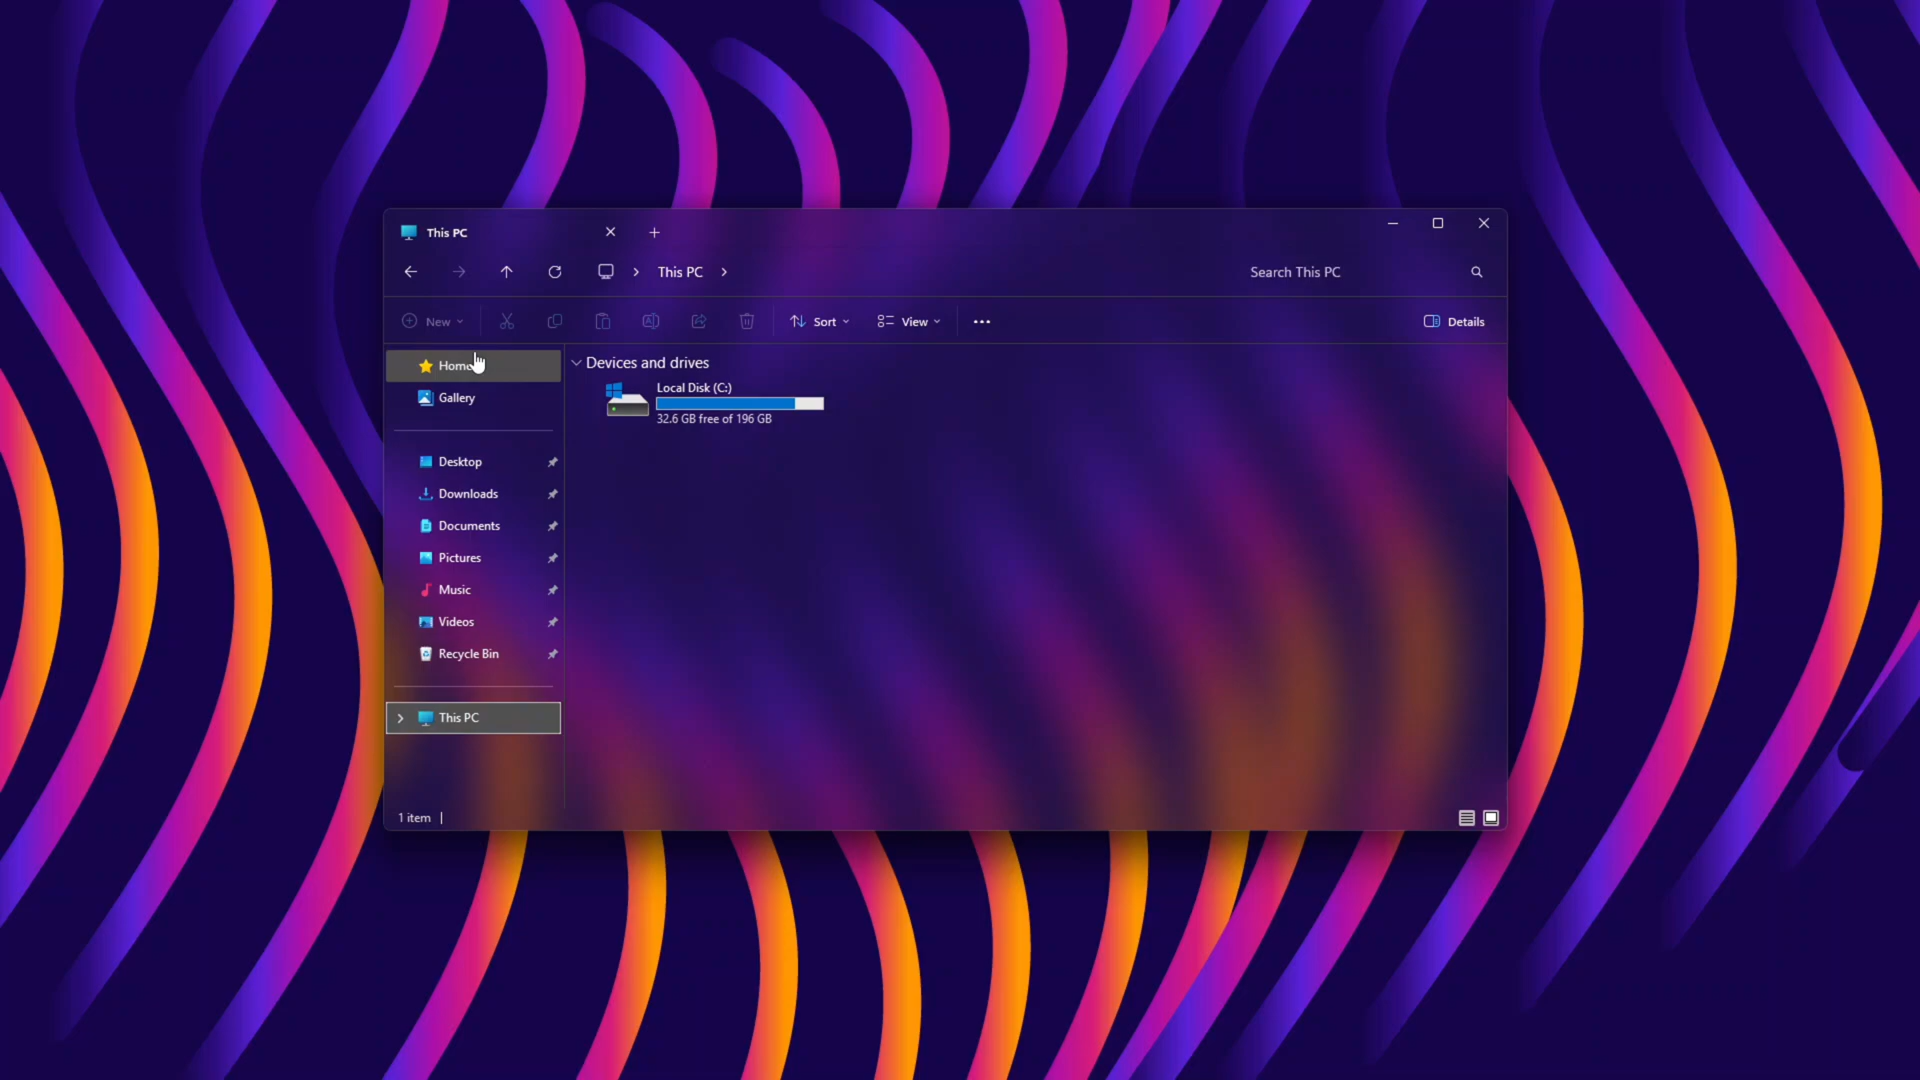 This PC
This PC
Search This PC
New
Sort
View
Details
Home
Gallery
Desktop
Downloads
Documents
Pictures
Music
Videos
Recycle Bin
This PC
Devices and drives
Local Disk (C:)
32.6 GB free of 196 GB
1 item